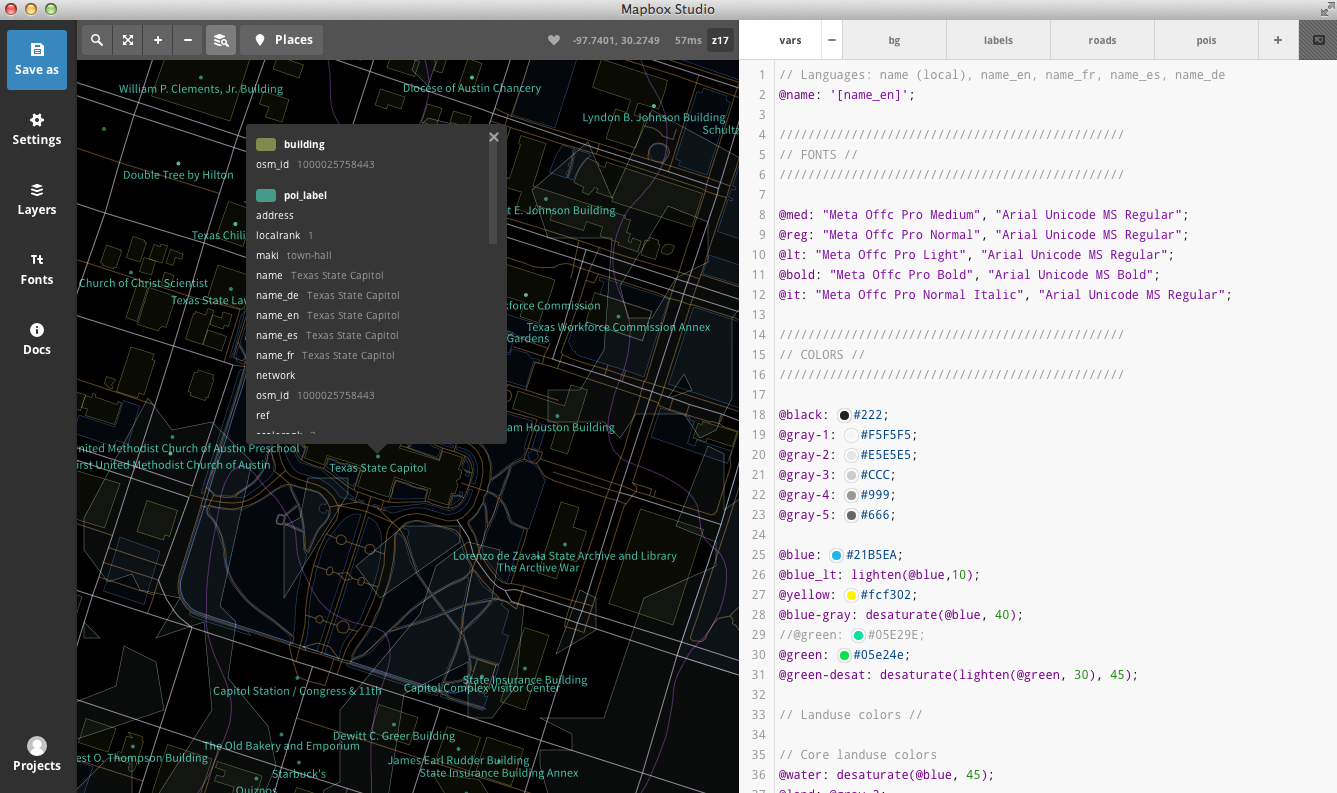 Mapbox Studio
Save as
Settings
Layers
Fonts
Docs
Projects
Places
-97.7401, 30.2749 57ms z17
William P. Clements, Jr. Building
Diocese of Austin Chancery
Lyndon B. Johnson Building
Double Tree by Hilton
t E. Johnson Building
Texas Chili
Church of Christ Scientist
Texas State Law
kforce Commission
Texas Workforce Commission Annex
Gardens
building
osm_id 1000025758443
poi_label
address
localrank 1
maki town-hall
name Texas State Capitol
name_de Texas State Capitol
name_en Texas State Capitol
name_es Texas State Capitol
name_fr Texas State Capitol
network
osm_id 1000025758443
ref
am Houston Building
nited Methodist Church of Austin Preschool
irst United Methodist Church of Austin
Texas State Capitol
Lorenzo de Zavala State Archive and Library
The Archive War
State Insurance Building
Capitol Station / Congress & 11th
Capitol Complex Visitor Center
Dewitt C. Greer Building
The Old Bakery and Emporium
est O. Thompson Building
James Earl Rudder Building
Starbuck's
State Insurance Building Annex
Quiznos
vars bg labels roads pois
1 // Languages: name (local), name_en, name_fr, name_es, name_de
2 @name: '[name_en]';
3
4 ////////////////////////////////////////////////
5 // FONTS //
6 ////////////////////////////////////////////////
7
8 @med: "Meta Offc Pro Medium", "Arial Unicode MS Regular";
9 @reg: "Meta Offc Pro Normal", "Arial Unicode MS Regular";
10 @lt: "Meta Offc Pro Light", "Arial Unicode MS Regular";
11 @bold: "Meta Offc Pro Bold", "Arial Unicode MS Bold";
12 @it: "Meta Offc Pro Normal Italic", "Arial Unicode MS Regular";
13
14 ////////////////////////////////////////////////
15 // COLORS //
16 ////////////////////////////////////////////////
17
18 @black: #222;
19 @gray-1: #F5F5F5;
20 @gray-2: #E5E5E5;
21 @gray-3: #CCC;
22 @gray-4: #999;
23 @gray-5: #666;
24
25 @blue: #21B5EA;
26 @blue_lt: lighten(@blue,10);
27 @yellow: #fcf302;
28 @blue-gray: desaturate(@blue, 40);
29 //@green: #05E29E;
30 @green: #05e24e;
31 @green-desat: desaturate(lighten(@green, 30), 45);
32
33 // Landuse colors //
34
35 // Core landuse colors
36 @water: desaturate(@blue, 45);